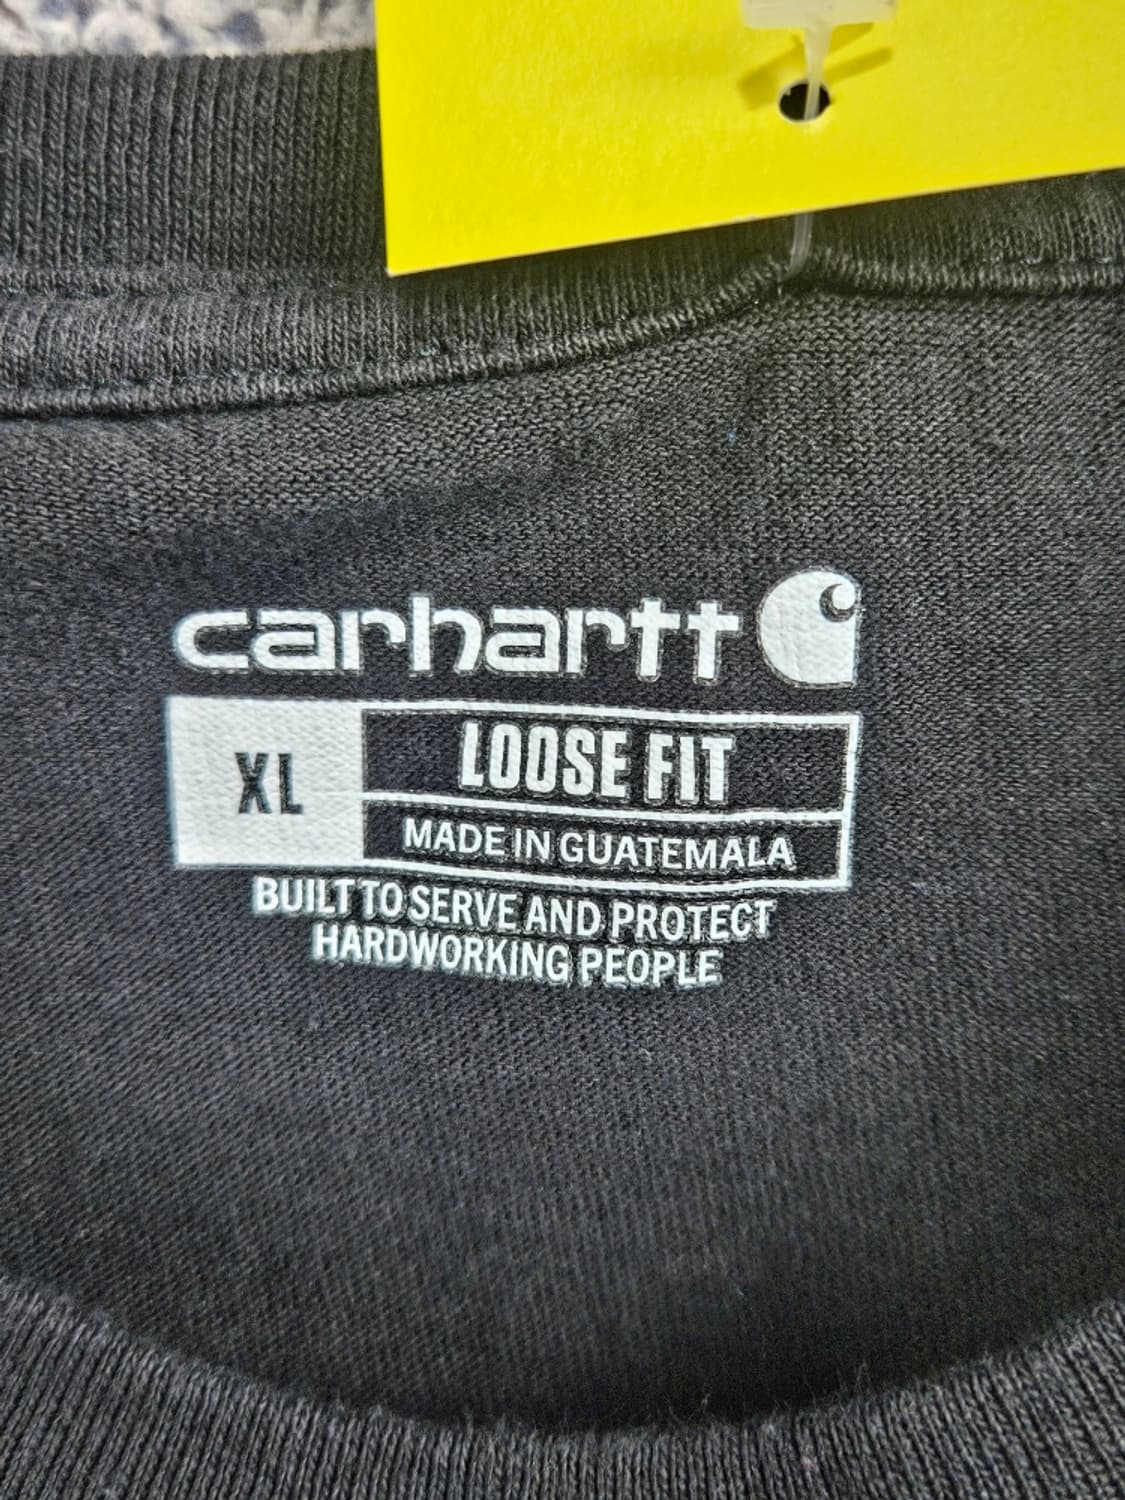 carhartt
XL
LOOSE FIT
MADE IN GUATEMALA
BUILT TO SERVE AND PROTECT
HARDWORKING PEOPLE